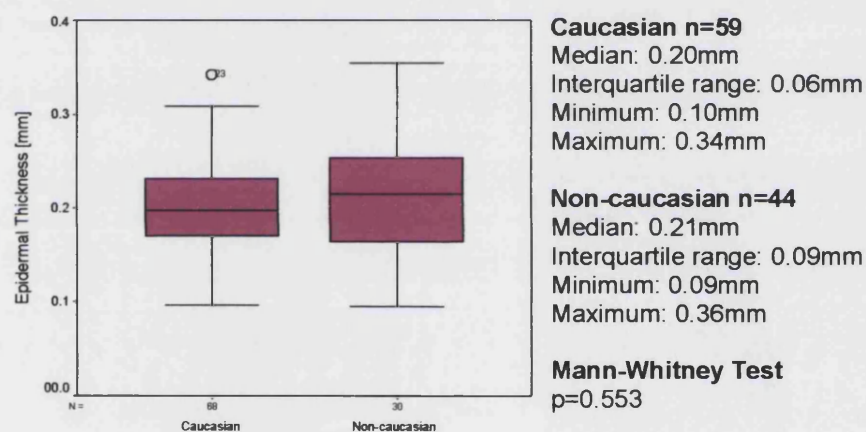 0.4
0.3
0.2
0.1
00.0
Epidermal Thickness [mm]
23
N =
68
30
Caucasian
Non-caucasian
Caucasian n=59
Median: 0.20mm
Interquartile range: 0.06mm
Minimum: 0.10mm
Maximum: 0.34mm
Non-caucasian n=44
Median: 0.21mm
Interquartile range: 0.09mm
Minimum: 0.09mm
Maximum: 0.36mm
Mann-Whitney Test
p=0.553